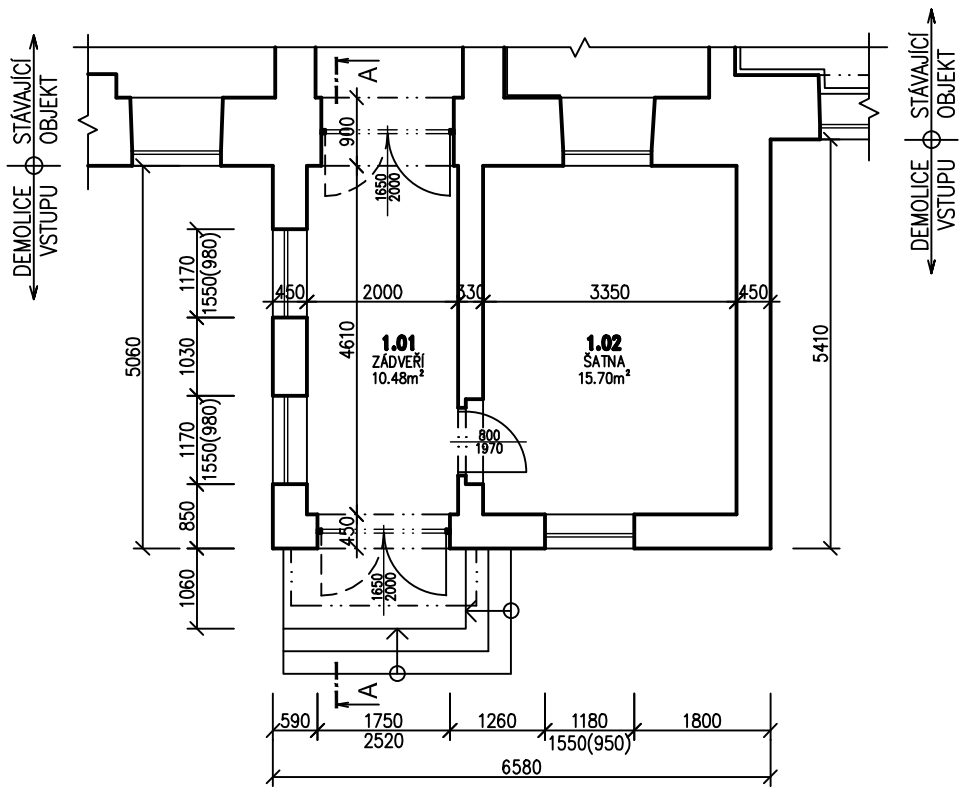 STÁVAJÍCÍ
OBJEKT
DEMOLICE
VSTUPU
STÁVAJÍCÍ
OBJEKT
DEMOLICE
VSTUPU
A
900
1650
2000
450
2000
330
3350
450
1170
1550(980)
1030
1170
1550(980)
850
1060
5060
4610
5410
1.01
ZÁDVEŘÍ
10.48m²
1.02
ŠATNA
15.70m²
800
1970
450
1650
2000
A
590
1750
2520
1260
1180
1550(950)
1800
6580